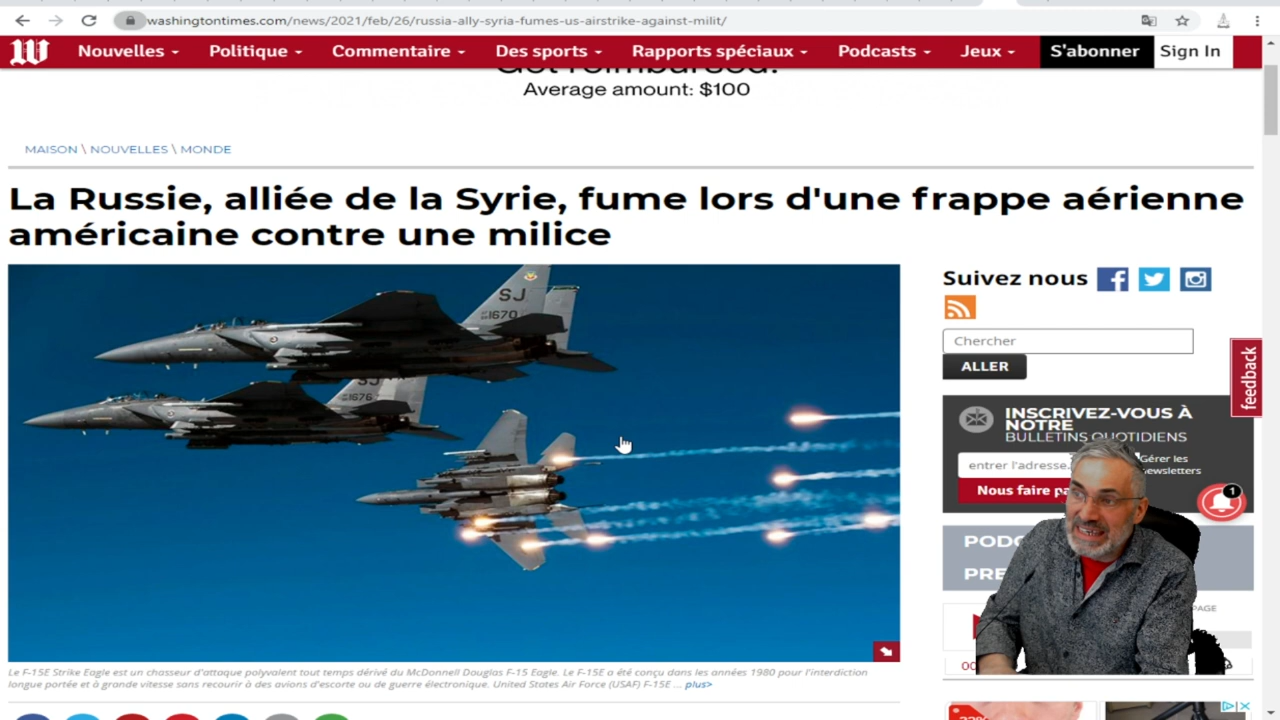 washingtontimes.com/news/2021/feb/26/russia-ally-syria-fumes-us-airstrike-against-milit/
W Nouvelles Politique Commentaire Des sports Rapports spéciaux Podcasts Jeux S'abonner Sign In
Got reimbursed.
Average amount: $100
MAISON \ NOUVELLES \ MONDE
La Russie, alliée de la Syrie, fume lors d'une frappe aérienne
américaine contre une milice
SJ
1670
SJ
1676
Le F-15E Strike Eagle est un chasseur d'attaque polyvalent tout temps dérivé du McDonnell Douglas F-15 Eagle. Le F-15E a été conçu dans les années 1980 pour l'interdiction
longue portée et à grande vitesse sans recourir à des avions d'escorte ou de guerre électronique. United States Air Force (USAF) F-15E ... plus>
Suivez nous
Chercher
ALLER
feedback
INSCRIVEZ-VOUS À
NOTRE
BULLETINS QUOTIDIENS
entrer l'adresse.
Gérer les
newsletters
Nous faire pa
1
PODC
PRE
PAGE
00